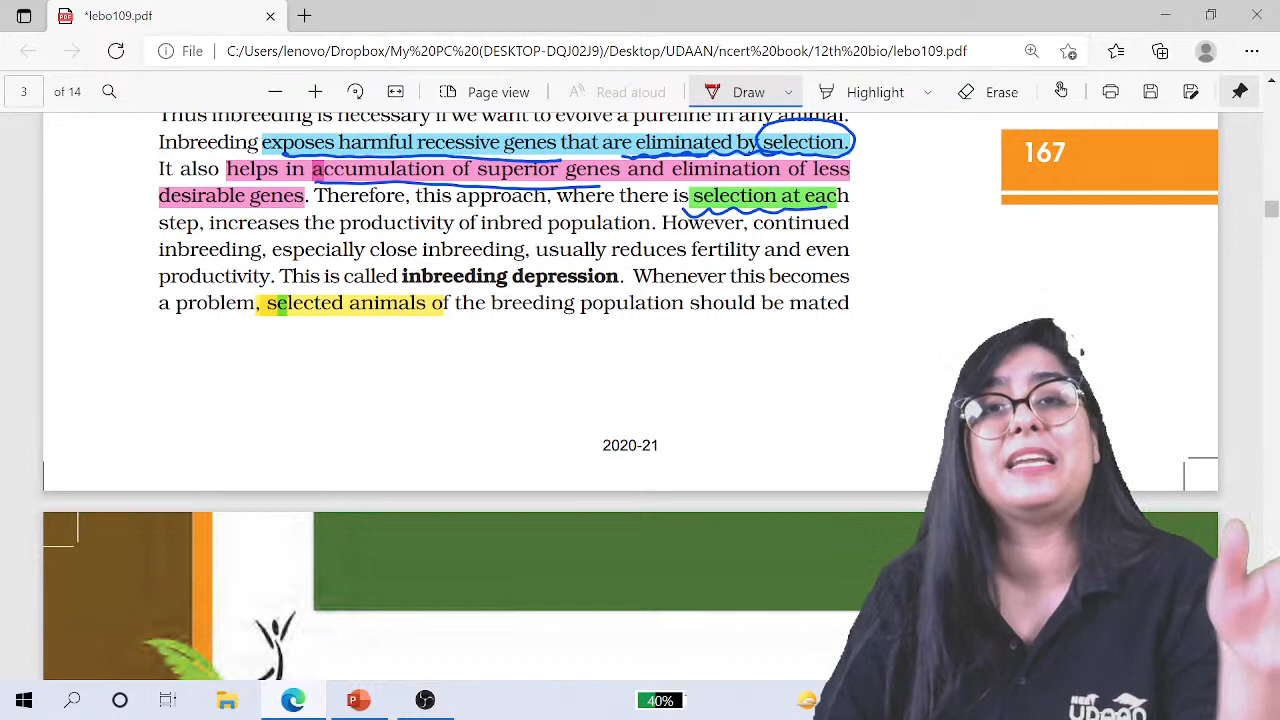 *lebo109.pdf
File
C:/Users/lenovo/Dropbox/My%20PC%20(DESKTOP-DQJ02J9)/Desktop/UDAAN/ncert%20book/12th%20bio/lebo109.pdf
3 of 14
Page view
Read aloud
Draw
Highlight
Erase
Thus inbreeding is necessary if we want to evolve a pureline in any animal.
Inbreeding exposes harmful recessive genes that are eliminated by selection.
It also helps in accumulation of superior genes and elimination of less
desirable genes. Therefore, this approach, where there is selection at each
step, increases the productivity of inbred population. However, continued
inbreeding, especially close inbreeding, usually reduces fertility and even
productivity. This is called inbreeding depression. Whenever this becomes
a problem, selected animals of the breeding population should be mated
167
2020-21
40%
NEET
UDAAN